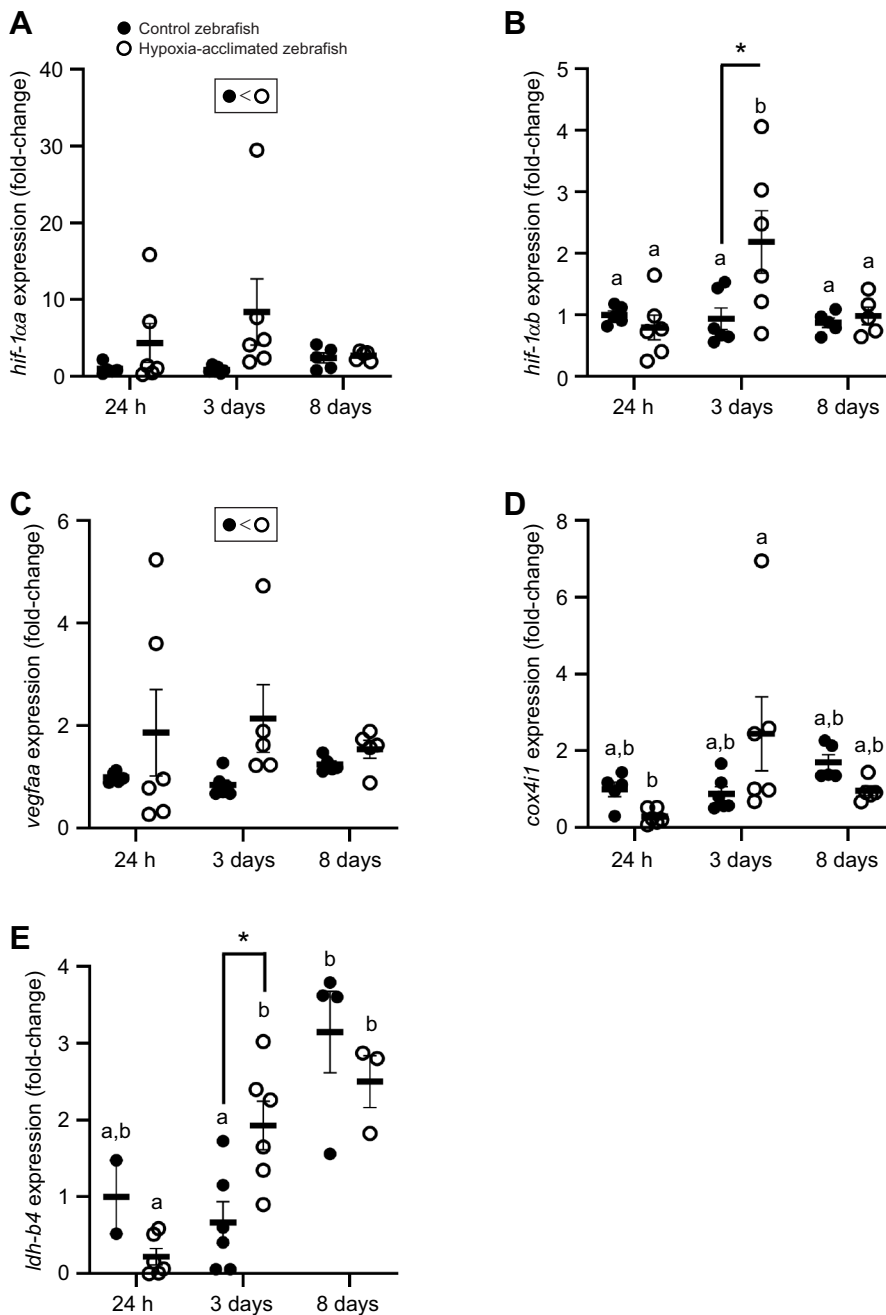 A
● Control zebrafish
○ Hypoxia-acclimated zebrafish
hif-1αa expression (fold-change)
40
30
20
10
0
● < ○
24 h 3 days 8 days
B
hif-1αb expression (fold-change)
5
4
3
2
1
0
*
a a a b a a
24 h 3 days 8 days
C
vegfaa expression (fold-change)
6
4
2
0
● < ○
24 h 3 days 8 days
D
cox4i1 expression (fold-change)
8
6
4
2
0
a,b b a,b a a,b a,b
24 h 3 days 8 days
E
ldh-b4 expression (fold-change)
4
3
2
1
0
*
a,b a a b b b
24 h 3 days 8 days